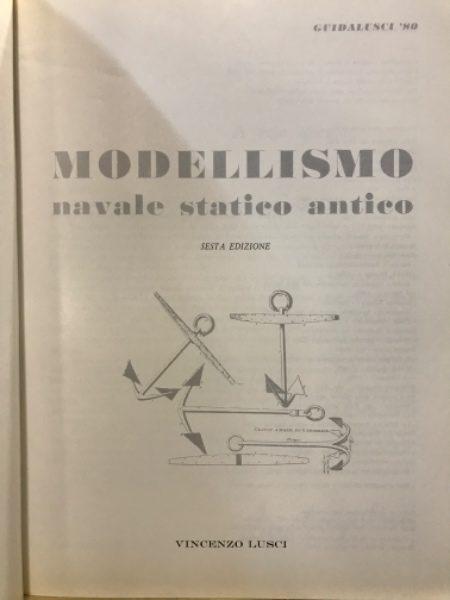 GUIDALUSCI '80
MODELLISMO
navale statico antico
SESTA EDIZIONE
VINCENZO LUSCI